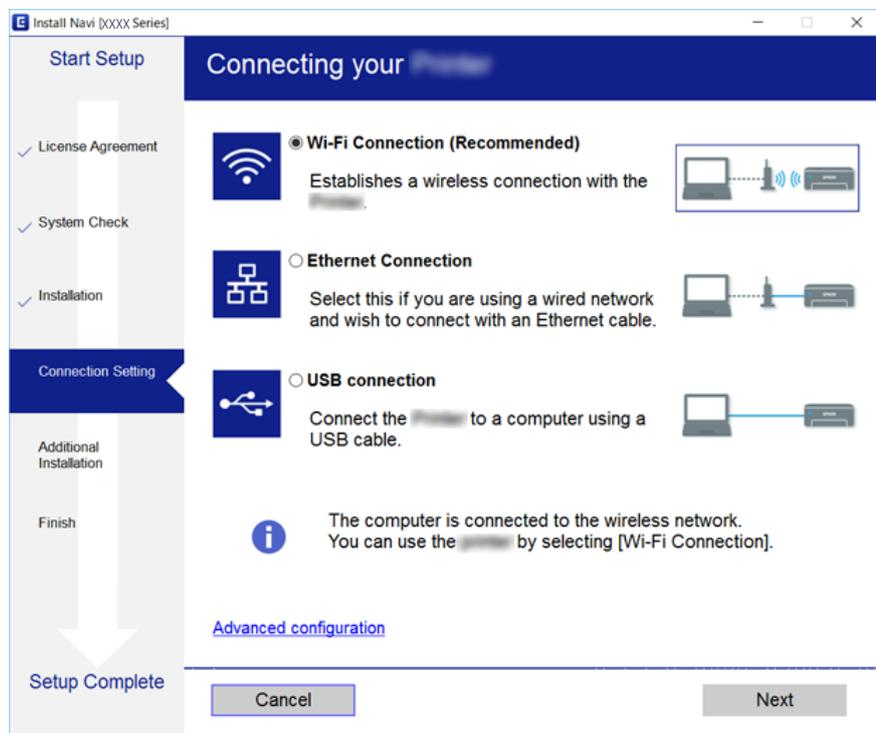 Install Navi [XXXX Series]
Start Setup
License Agreement
System Check
Installation
Connection Setting
Additional
Installation
Finish
Setup Complete
Connecting your
Wi-Fi Connection (Recommended)
Establishes a wireless connection with the
.
Ethernet Connection
Select this if you are using a wired network
and wish to connect with an Ethernet cable.
USB connection
Connect the to a computer using a
USB cable.
The computer is connected to the wireless network.
You can use the by selecting [Wi-Fi Connection].
Advanced configuration
Cancel
Next